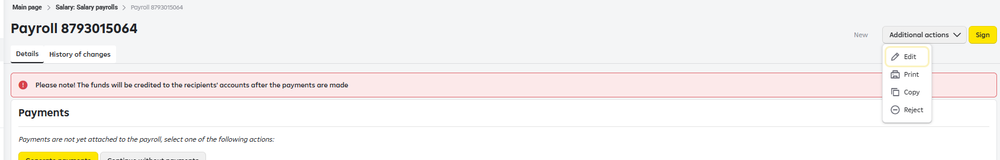 Main page > Salary: Salary payrolls > Payroll 8793015064
Payroll 8793015064
New
Additional actions
Sign
Details
History of changes
Edit
Print
Copy
Reject
Please note! The funds will be credited to the recipients' accounts after the payments are made
Payments
Payments are not yet attached to the payroll, select one of the following actions:
Generate payments
Continue without payments